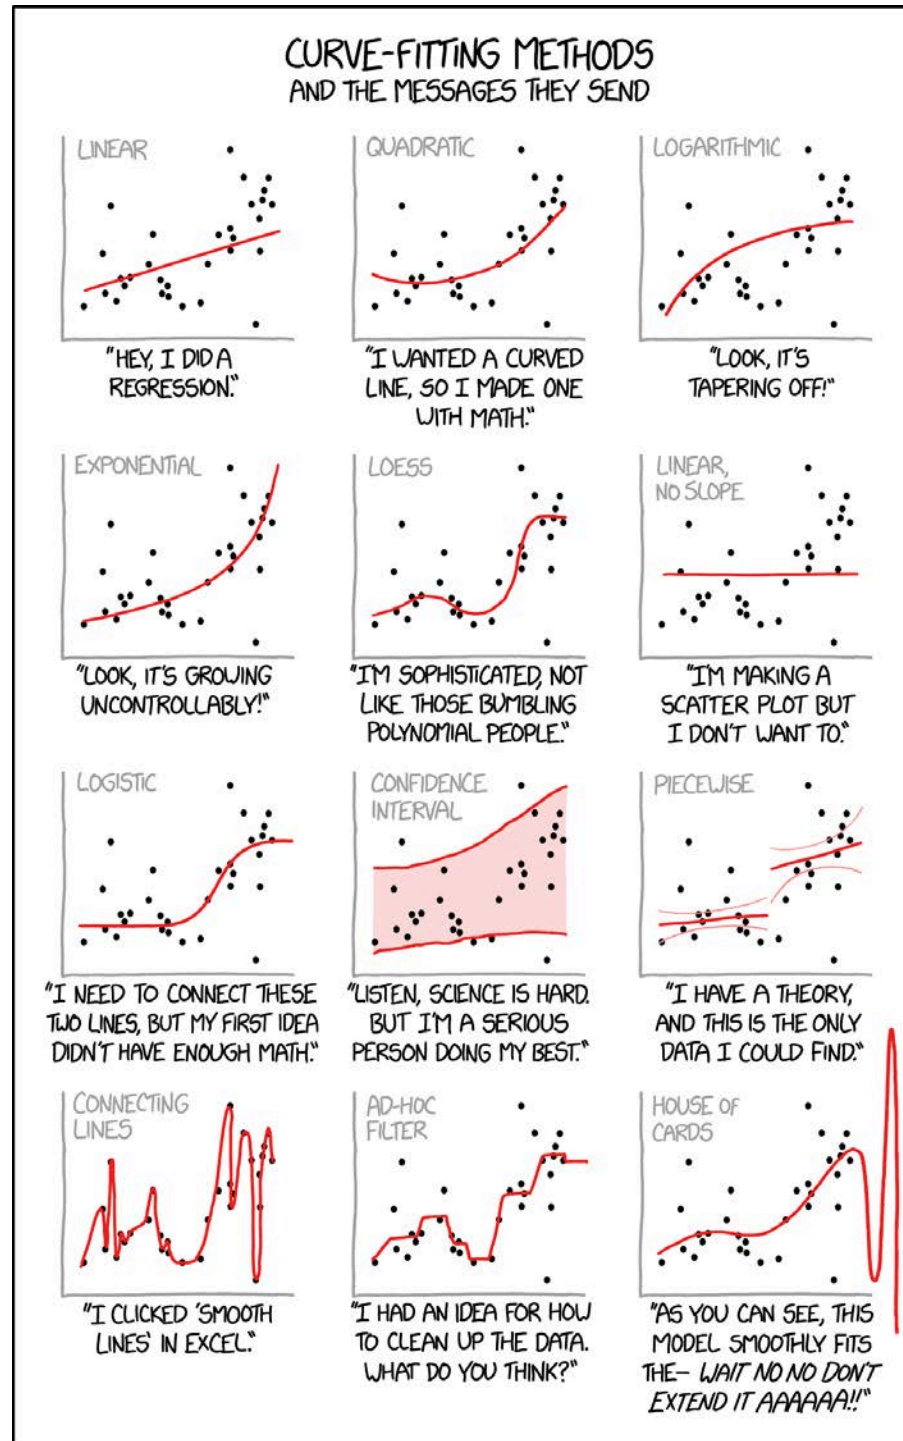 CURVE-FITTING METHODS
AND THE MESSAGES THEY SEND
LINEAR
"HEY, I DID A
REGRESSION."
QUADRATIC
"I WANTED A CURVED
LINE, SO I MADE ONE
WITH MATH."
LOGARITHMIC
"LOOK, IT'S
TAPERING OFF!"
EXPONENTIAL
"LOOK, IT'S GROWING
UNCONTROLLABLY!"
LOESS
"I'M SOPHISTICATED, NOT
LIKE THOSE BUMBLING
POLYNOMIAL PEOPLE."
LINEAR,
NO SLOPE
"I'M MAKING A
SCATTER PLOT BUT
I DON'T WANT TO."
LOGISTIC
"I NEED TO CONNECT THESE
TWO LINES, BUT MY FIRST IDEA
DIDN'T HAVE ENOUGH MATH."
CONFIDENCE
INTERVAL
"LISTEN, SCIENCE IS HARD.
BUT I'M A SERIOUS
PERSON DOING MY BEST."
PIECEWISE
"I HAVE A THEORY,
AND THIS IS THE ONLY
DATA I COULD FIND."
CONNECTING
LINES
"I CLICKED 'SMOOTH
LINES' IN EXCEL."
AD-HOC
FILTER
"I HAD AN IDEA FOR HOW
TO CLEAN UP THE DATA.
WHAT DO YOU THINK?"
HOUSE OF
CARDS
"AS YOU CAN SEE, THIS
MODEL SMOOTHLY FITS
THE- WAIT NO NO DON'T
EXTEND IT AAAAAA!!"